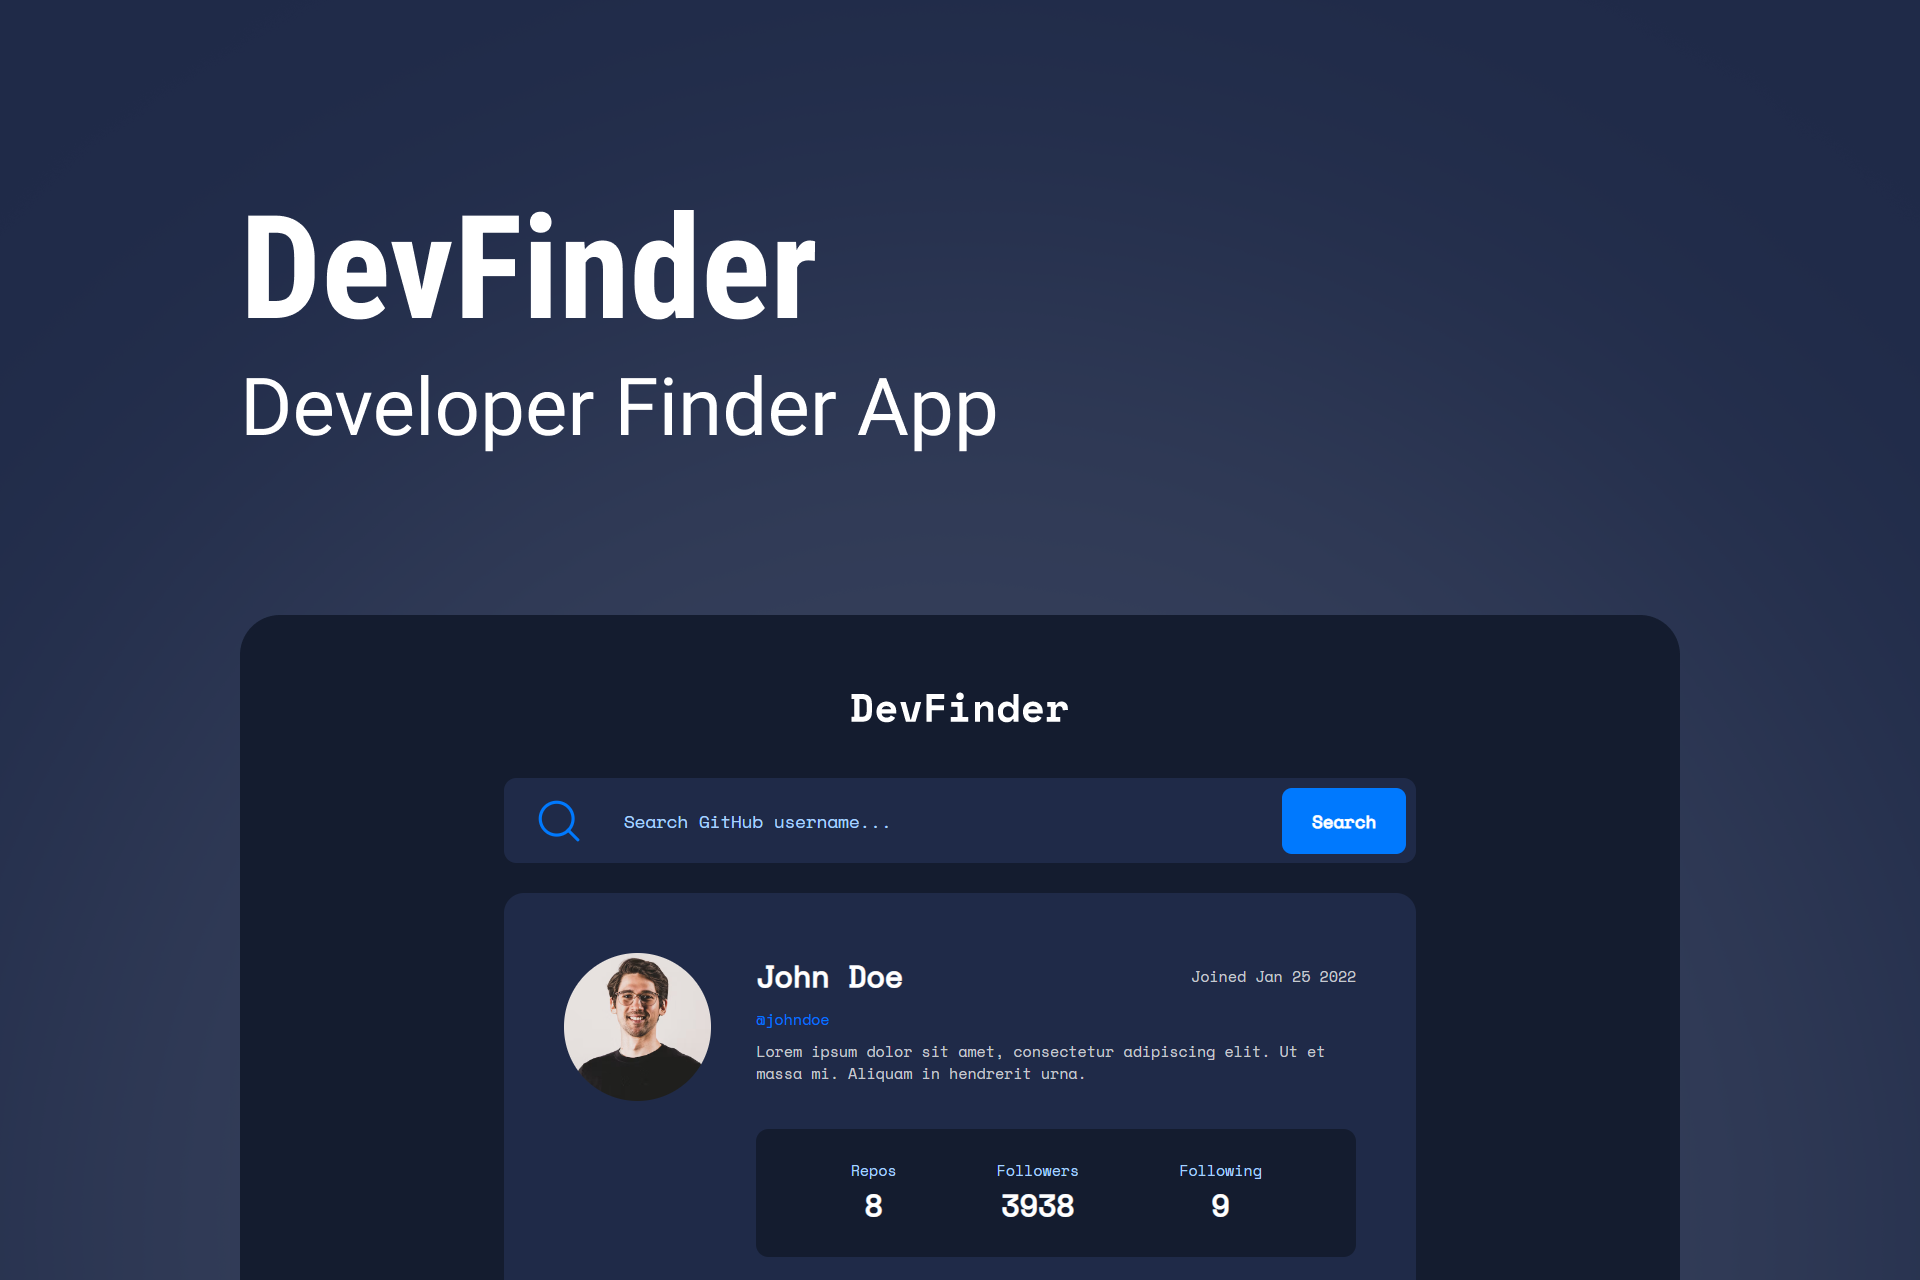 DevFinder
Developer Finder App
DevFinder
Search GitHub username...
Search
John Doe
Joined Jan 25 2022
@johndoe
Lorem ipsum dolor sit amet, consectetur adipiscing elit. Ut et
massa mi. Aliquam in hendrerit urna.
Repos
Followers
Following
8
3938
9